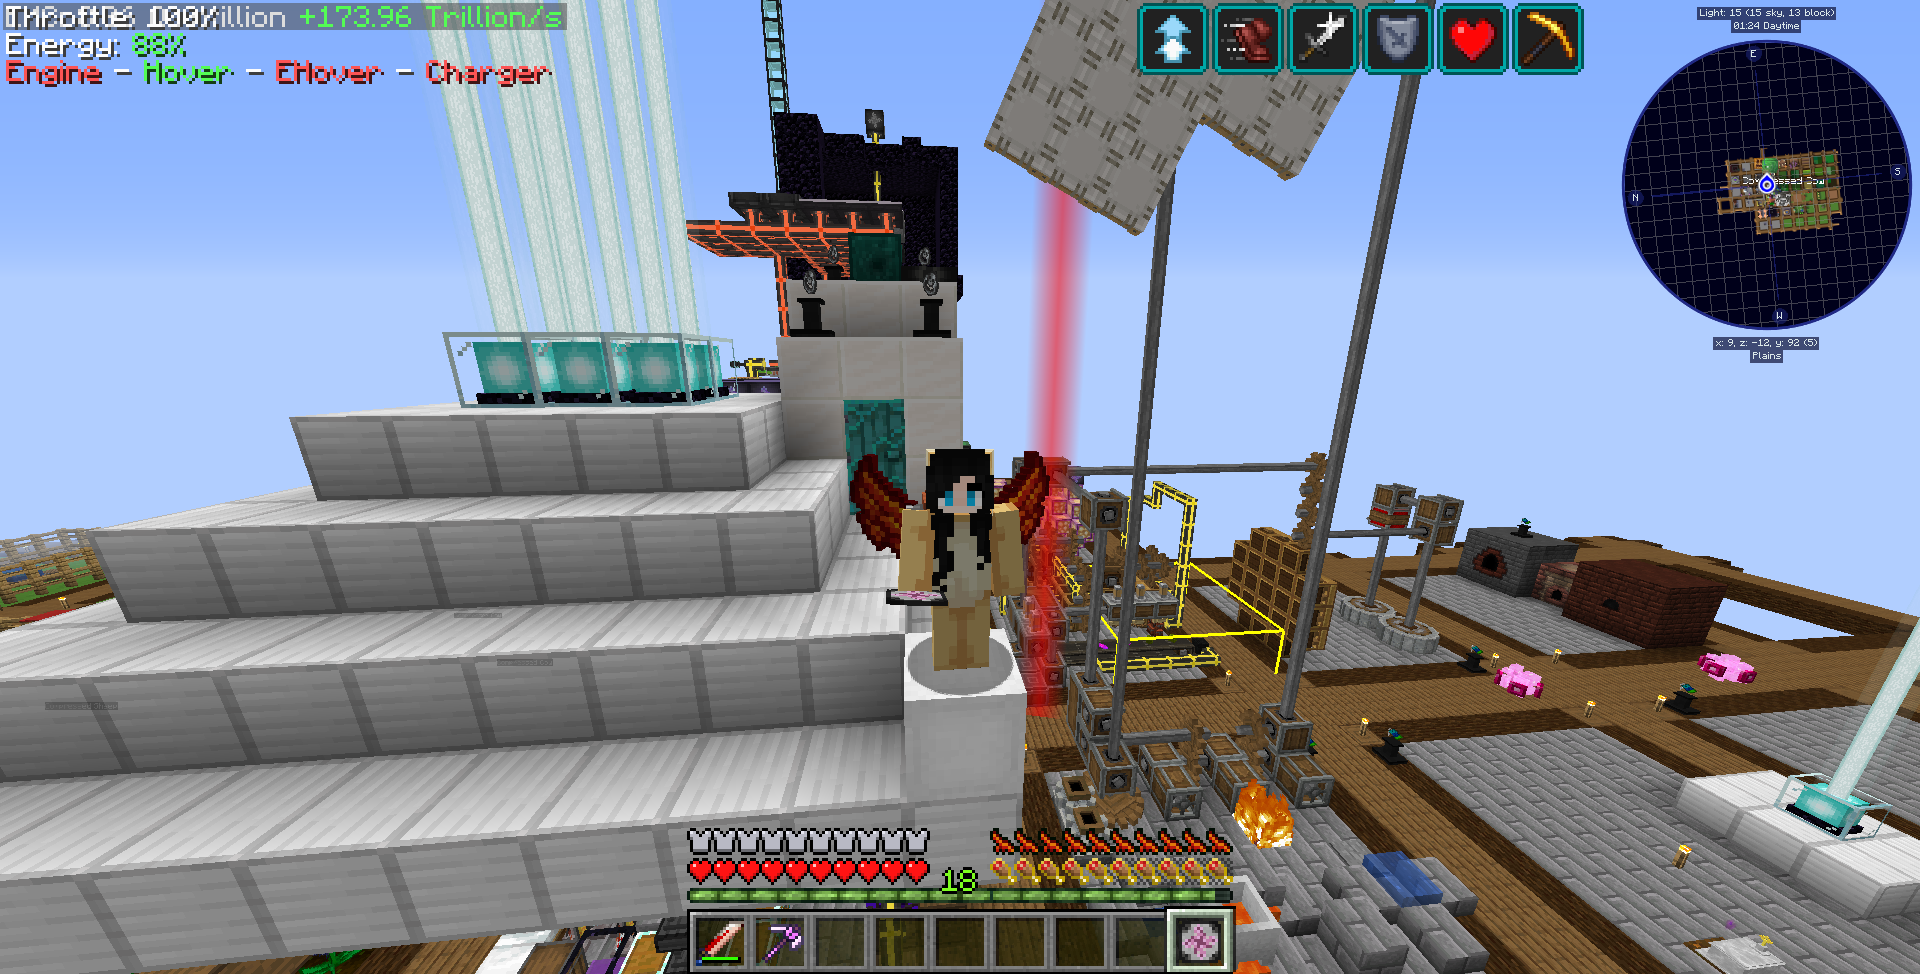 Throttle: 100%
illion +173.96 Trillion/s
Energy: 88%
Engine - Hover - EHover - Charger
Light: 15 (15 sky, 13 block)
01:24 Daytime
E
S
N
W
x: 9, z: -12, y: 92 (5)
Plains
18